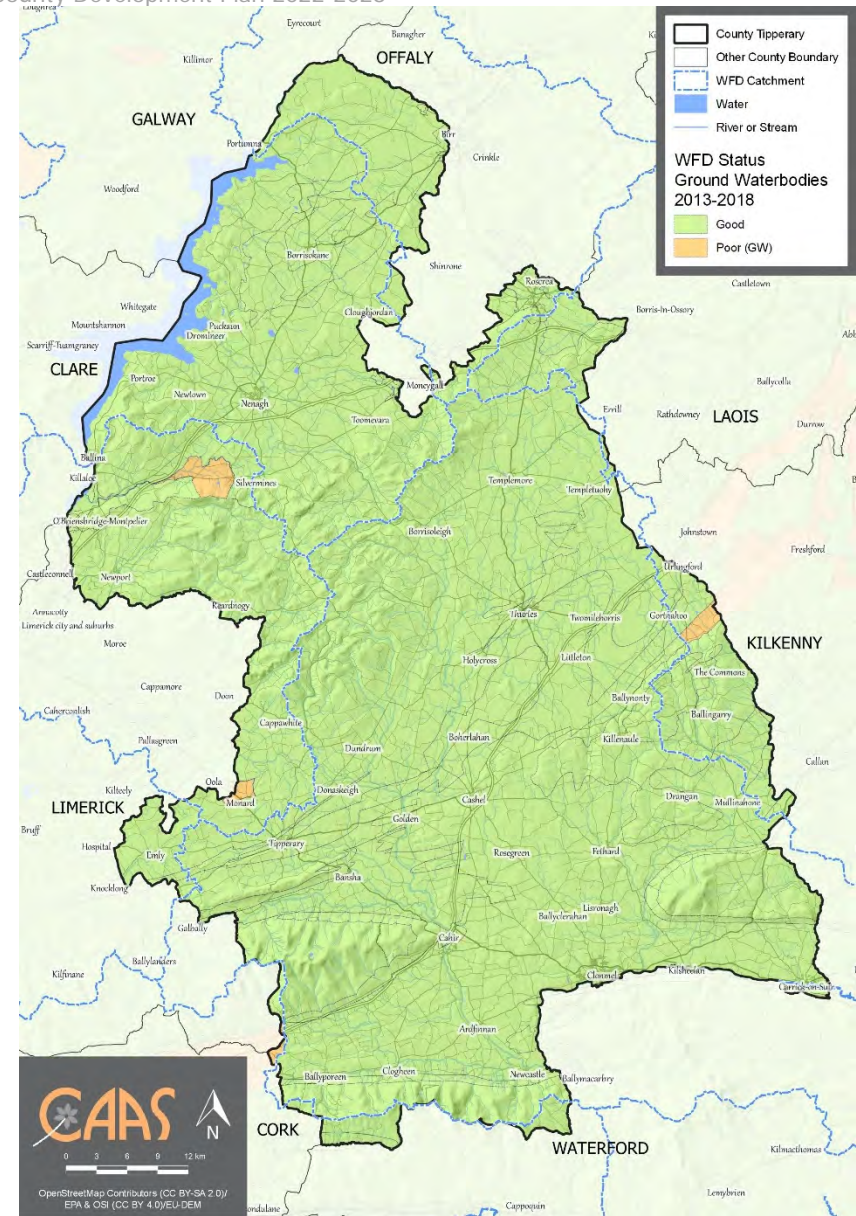 County Development Plan 2022-2028
Loughrea
Eyrecourt
Banagher
Killimor
OFFALY
GALWAY
Portumna
Birr
Crinkle
Woodford
Borrisokane
Shinrone
Whitegate
Cloughjordan
Roscrea
Castletown
Mountshannon
Puckaun
Dromineer
Borris-In-Ossory
Scarriff-Tuamgraney
CLARE
Portroe
Newtown
Nenagh
Moneygall
Ballycolla
Toomevara
Errill
Rathdowney
LAOIS
Durrow
Ballina
Killaloe
Silvermines
Templemore
Templetuohy
O'Briensbridge-Montpelier
Borrisoleigh
Johnstown
Freshford
Castleconnell
Newport
Urlingford
Annacotty
Reardnogy
Thurles
Twomileborris
Gortnahoo
Limerick city and suburbs
Moroe
KILKENNY
Holycross
Littleton
The Commons
Cappamore
Doon
Ballynonty
Caherconlish
Cappawhite
Ballingarry
Pallasgreen
Dundrum
Boherlahan
Killenaule
Callan
Oola
Kilteely
Donaskeigh
LIMERICK
Monard
Cashel
Drangan
Mullinahone
Golden
Bruff
Hospital
Emly
Tipperary
Rosegreen
Fethard
Bansha
Knocklong
Lisronagh
Ballyclerahan
Galbally
Cahir
Ballylanders
Kilfinane
Clonmel
Kilsheelan
Carrick-on-Suir
Ardfinnan
Ballyporeen
Clogheen
Newcastle
Ballymacarbry
CORK
WATERFORD
Kilmacthomas
Lemybrien
Cappoquin
County Tipperary
Other County Boundary
WFD Catchment
Water
River or Stream
WFD Status
Ground Waterbodies
2013-2018
Good
Poor (GW)
CAAS
N
0 3 6 9 12 km
OpenStreetMap Contributors (CC BY-SA 2.0)/
EPA & OSI (CC BY 4.0)/EU-DEM